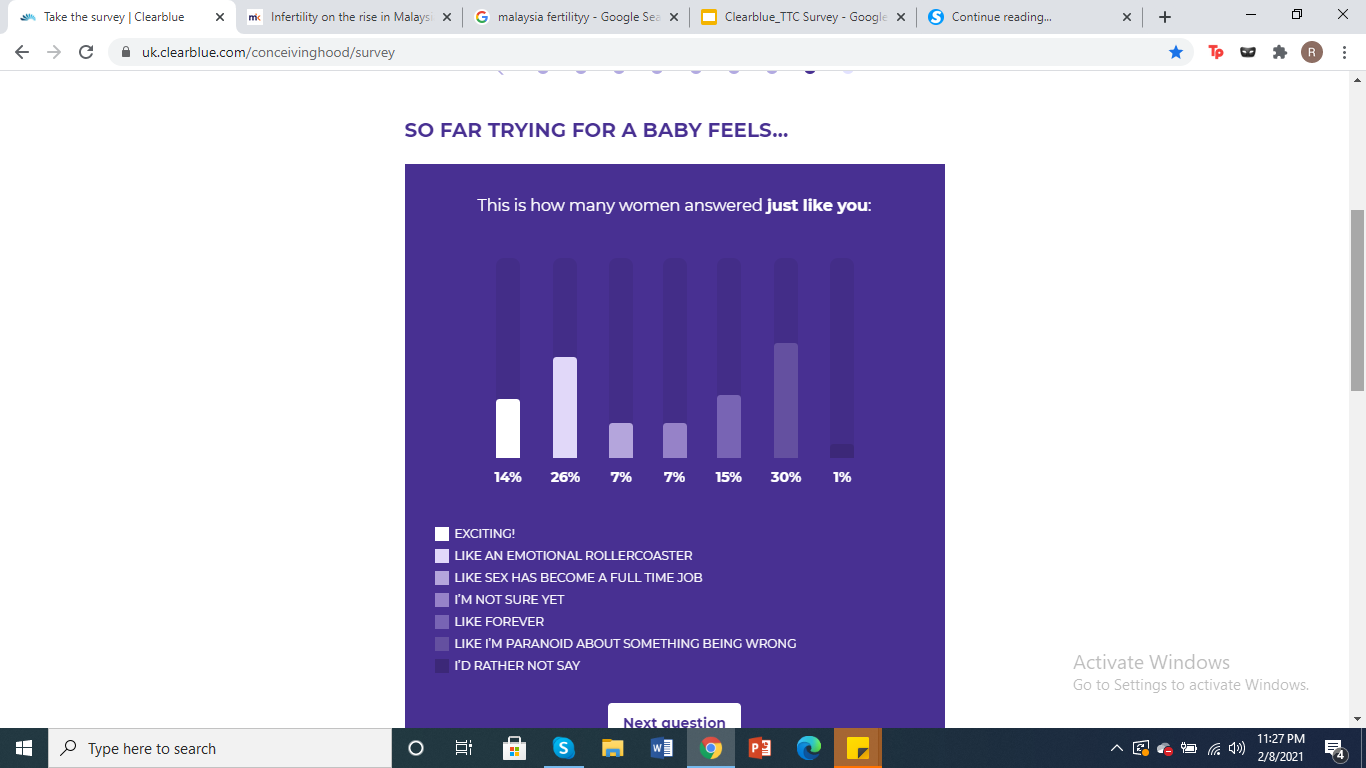 Take the survey | Clearblue
Infertility on the rise in Malays
malaysia fertilityy - Google Sea
Clearblue_TTC Survey - Google
Continue reading...
uk.clearblue.com/conceivinghood/survey
SO FAR TRYING FOR A BABY FEELS...
This is how many women answered just like you:
14% 26% 7% 7% 15% 30% 1%
EXCITING!
LIKE AN EMOTIONAL ROLLERCOASTER
LIKE SEX HAS BECOME A FULL TIME JOB
I'M NOT SURE YET
LIKE FOREVER
LIKE I'M PARANOID ABOUT SOMETHING BEING WRONG
I'D RATHER NOT SAY
Next question
Activate Windows
Go to Settings to activate Windows.
Type here to search
11:27 PM
2/8/2021
4